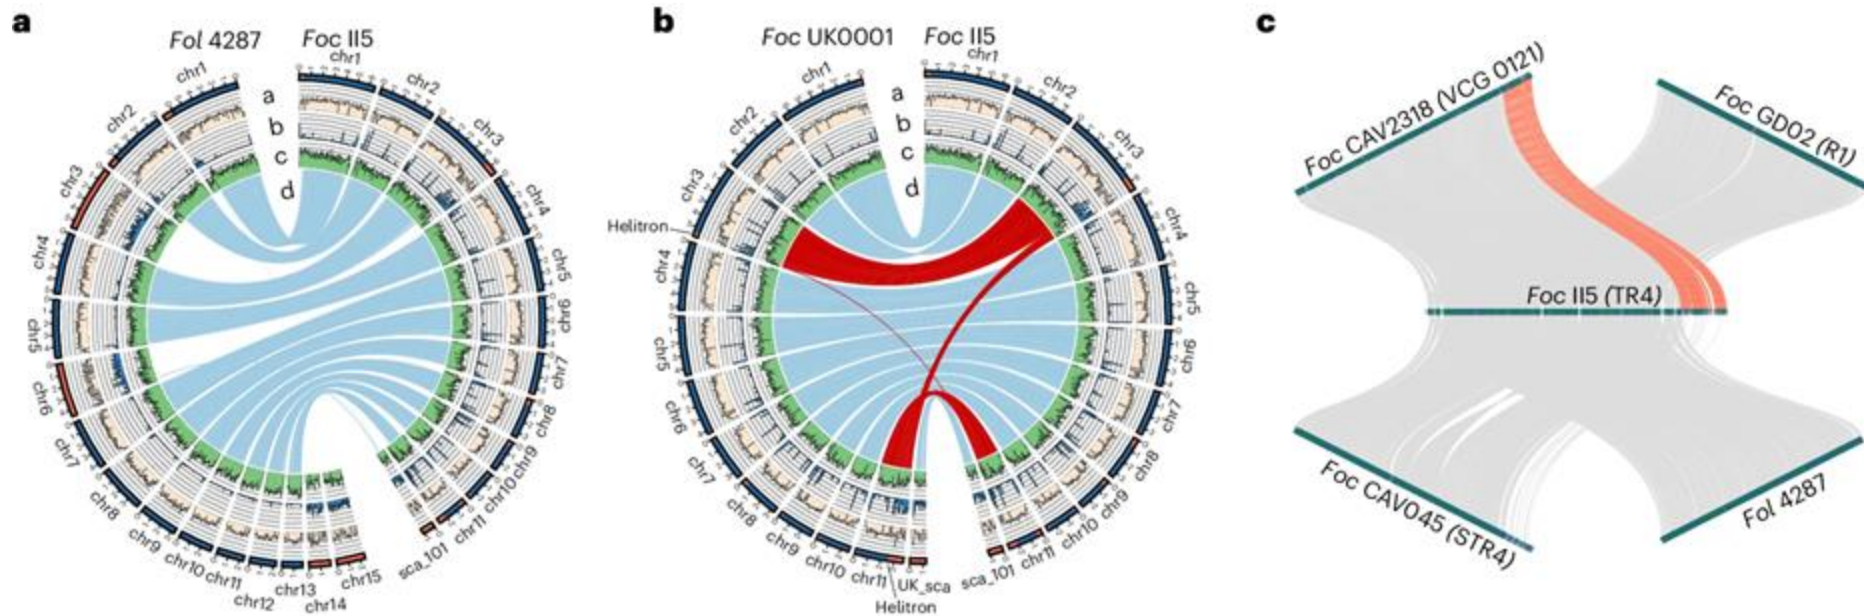 a
Fol 4287 Foc II5
chr1
chr2
chr3
chr4
chr5
chr6
chr7
chr8
chr9
chr10
chr11
chr12
chr13
chr14
chr15
chr1
chr2
chr3
chr4
chr5
chr6
chr7
chr8
chr9
chr10
chr11
sca_101
a
b
c
d
b
Foc UK0001 Foc II5
chr1
chr2
chr3
Helitron
chr4
chr5
chr6
chr7
chr8
chr9
chr10
chr11
Helitron
UK_sca
chr1
chr2
chr3
chr4
chr5
chr6
chr7
chr8
chr9
chr10
chr11
sca_101
a
b
c
d
c
Foc CAV2318 (VCG 0121)
Foc GD02 (R1)
Foc II5 (TR4)
Foc CAV045 (STR4)
Fol 4287